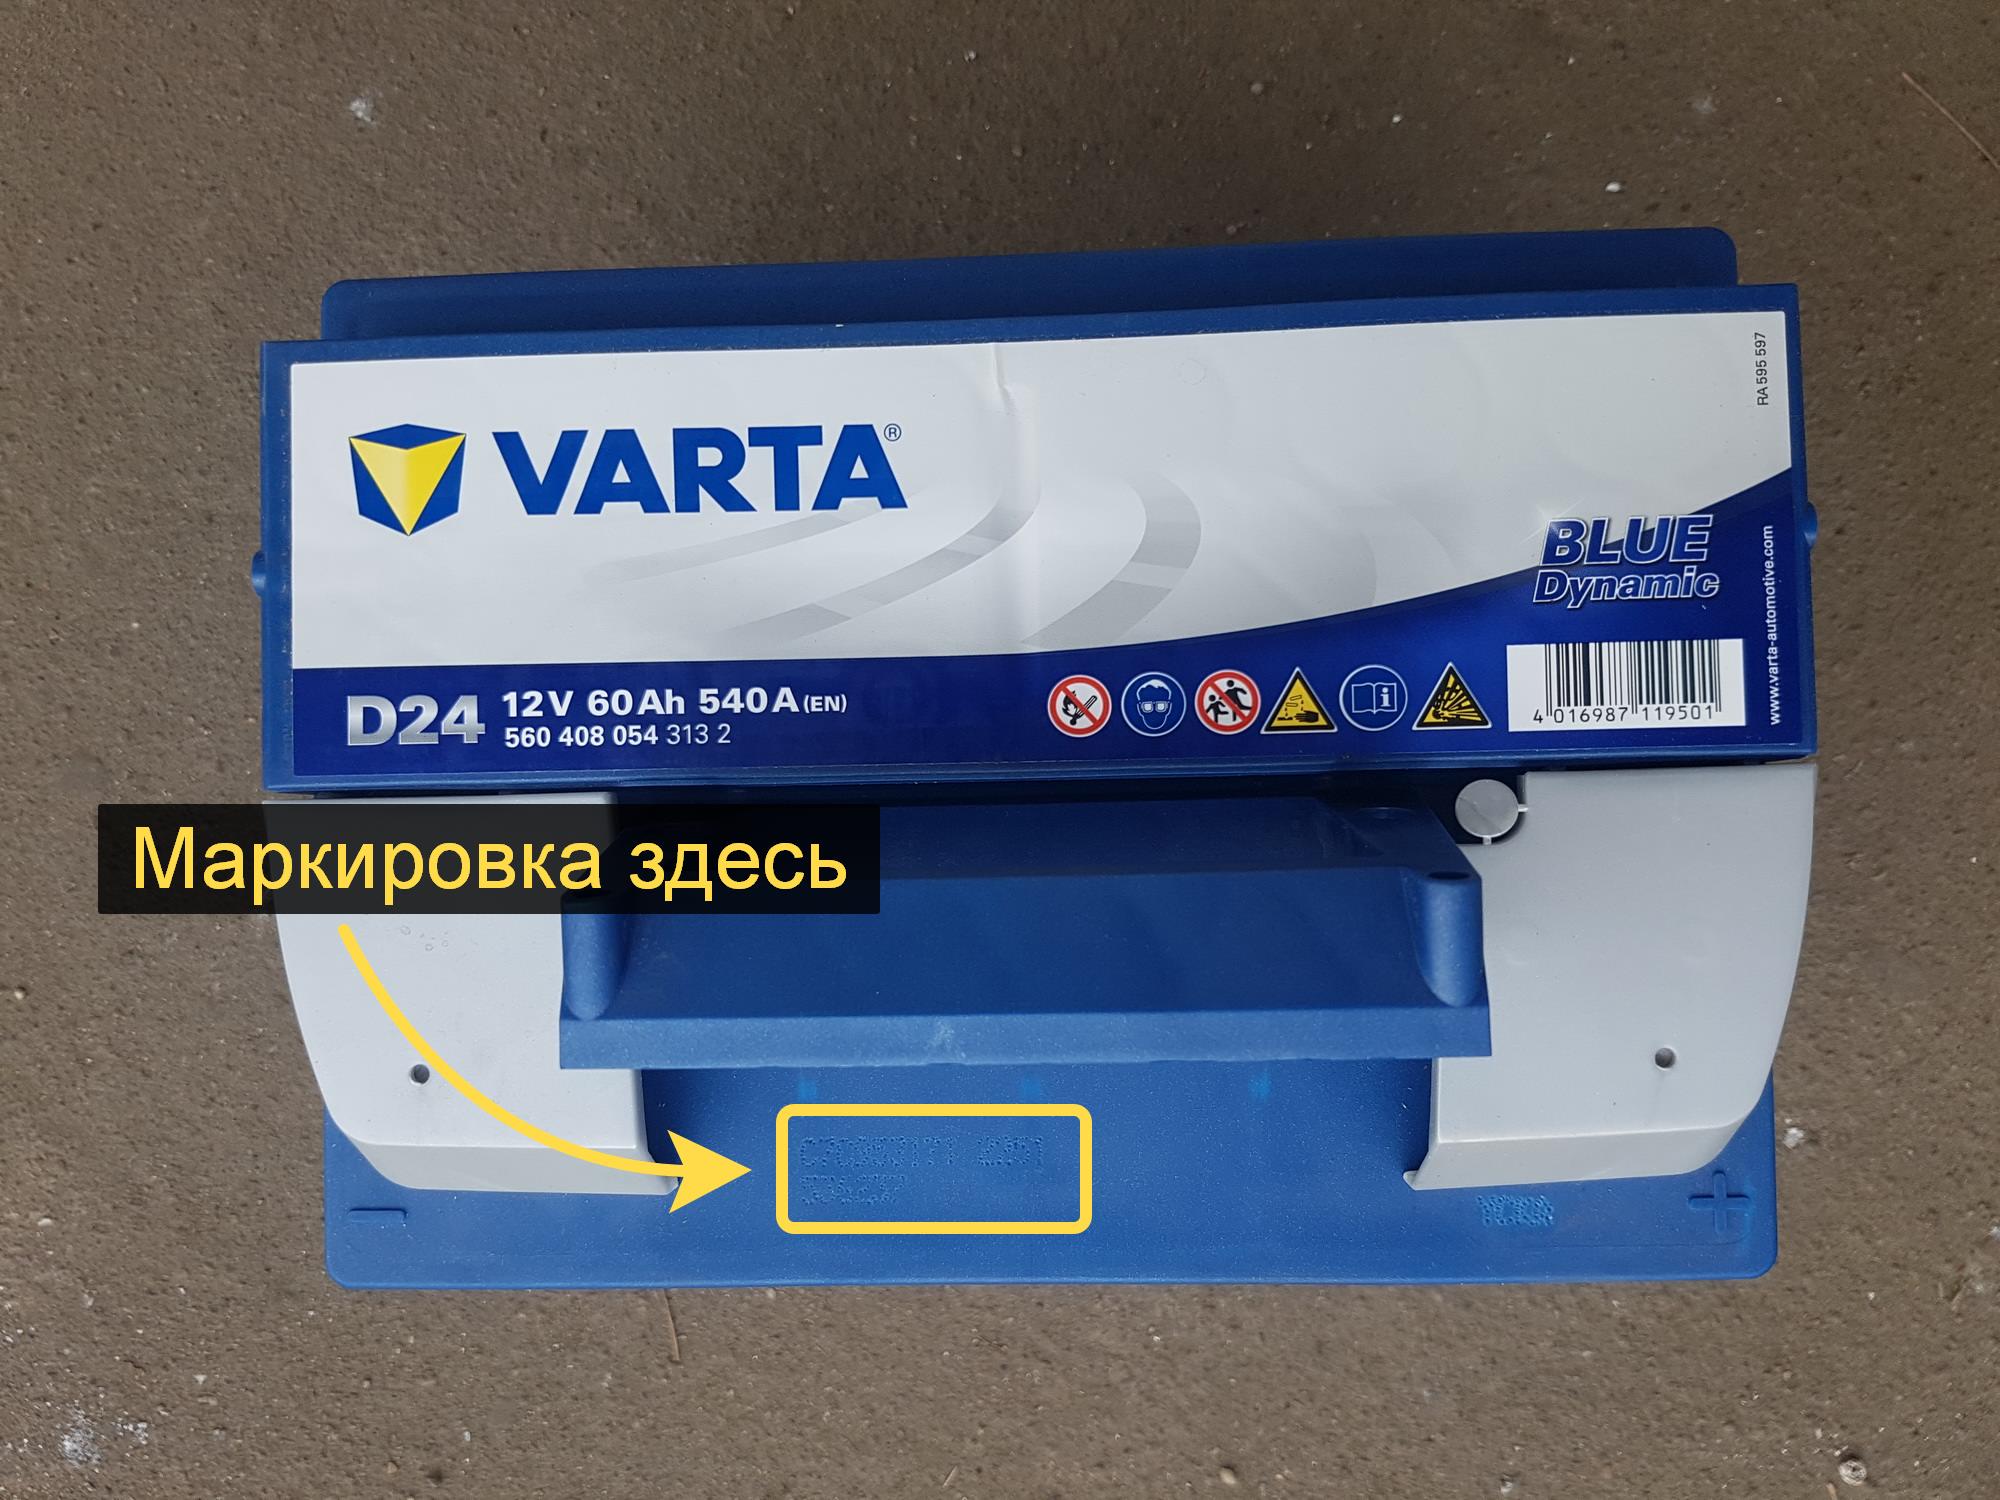 VARTA®
RA 595 597
BLUE
Dynamic
www.varta-automotive.com
D24 12V 60Ah 540A (EN)
560 408 054 313 2
4 016987 119501
Маркировка здесь
−
+